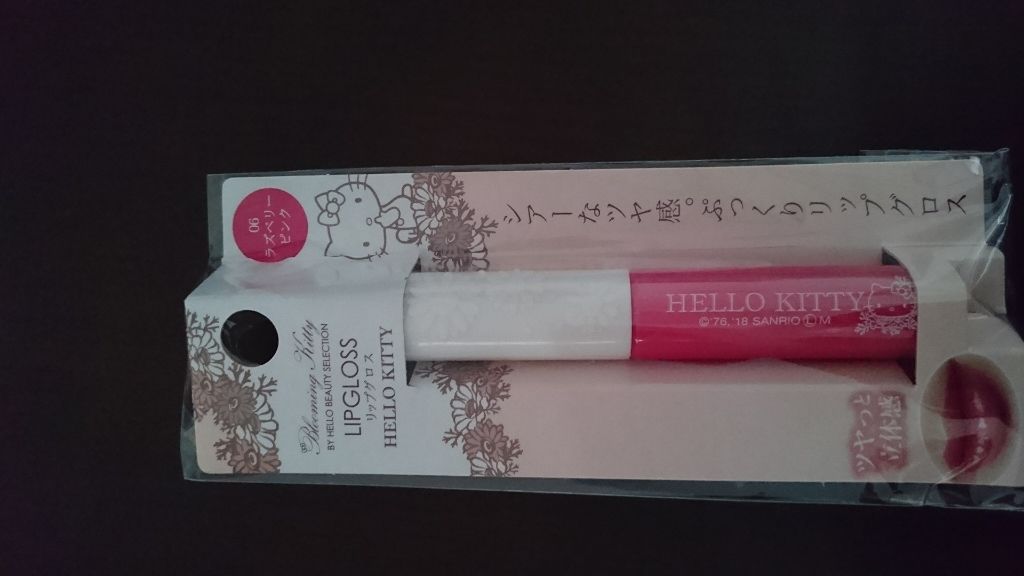 06
ラズベリー
ピンク
Blooming Kitty
BY HELLO BEAUTY SELECTION
LIPGLOSS
リップグロス
HELLO KITTY
シアーなツヤ感。ぷっくりリップグロス
HELLO KITTY
©'76,'18 SANRIO Ⓛ M
ツヤっと
立体感